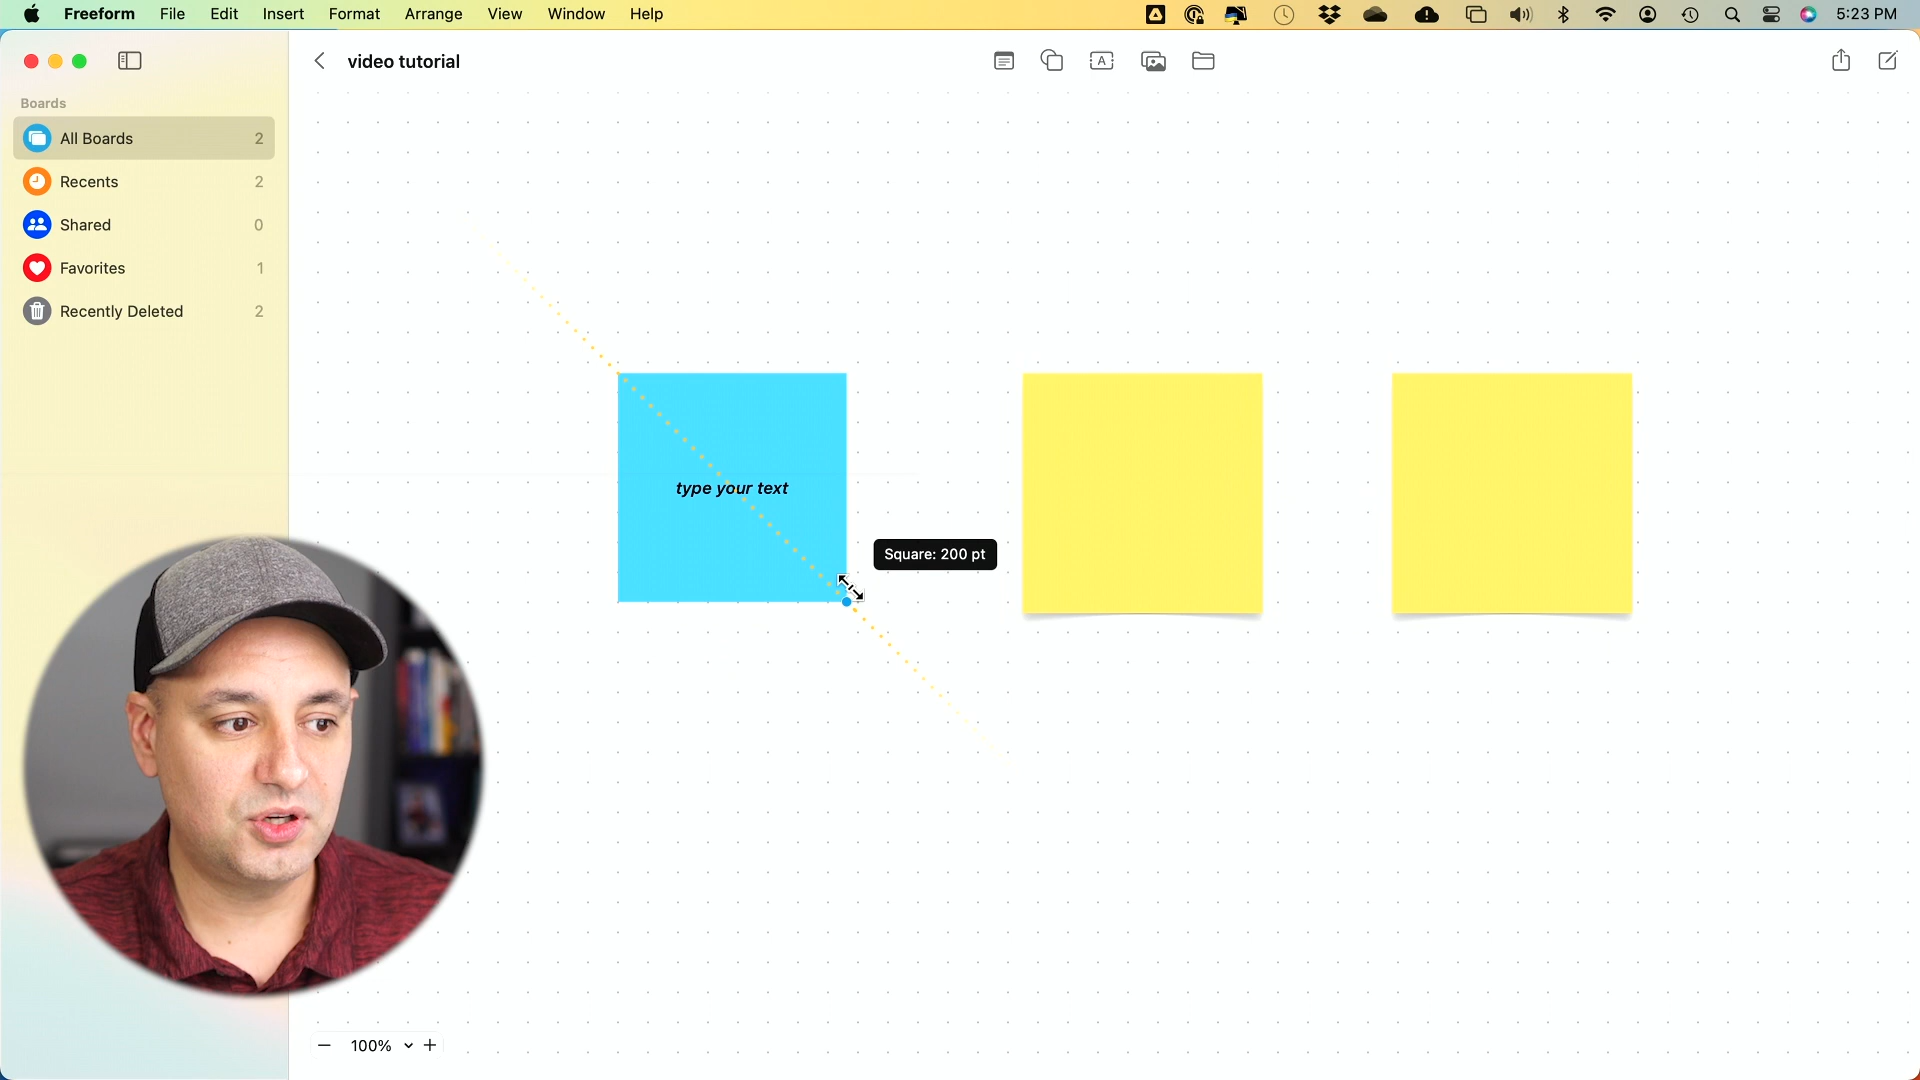 Freeform File Edit Insert Format Arrange View Window Help 5:23 PM
video tutorial
A
Boards
All Boards 2
Recents 2
Shared 0
Favorites 1
Recently Deleted 2
type your text
Square: 200 pt
100%